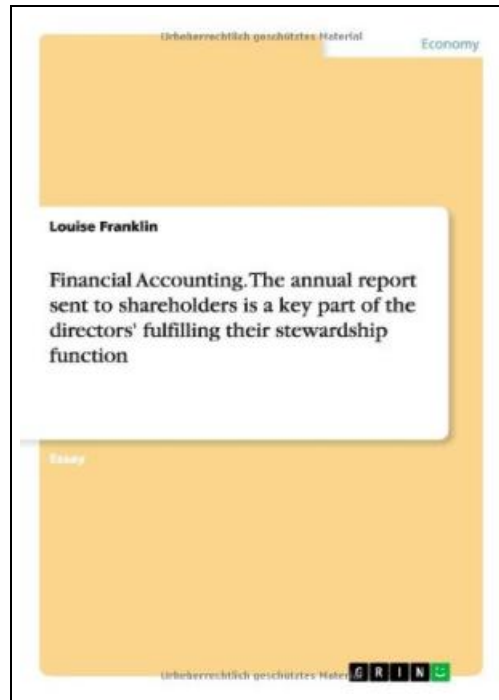 Urheberrechtlich geschütztes Material
Economy
Louise Franklin
Financial Accounting. The annual report
sent to shareholders is a key part of the
directors' fulfilling their stewardship
function
Essay
Urheberrechtlich geschütztes Mater
GRIN